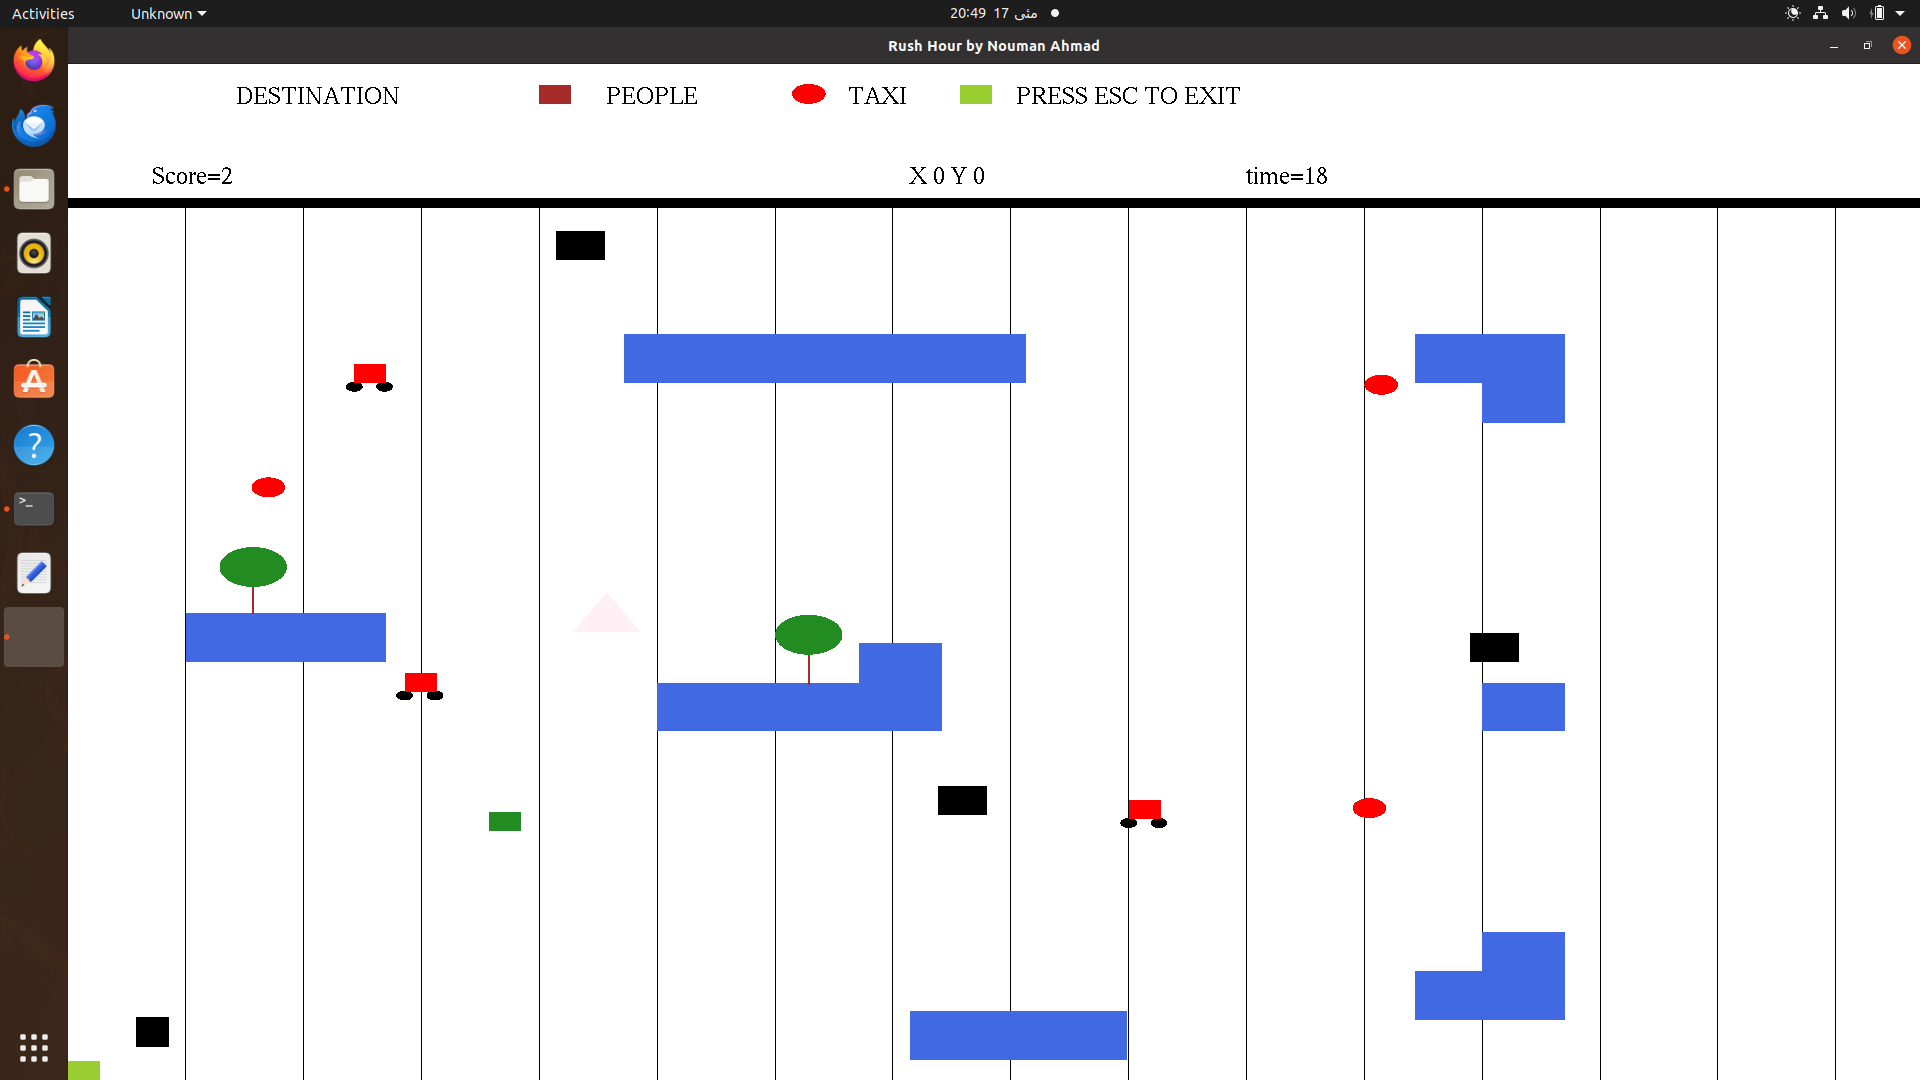 Activities Unknown 20:49 17 مئی
Rush Hour by Nouman Ahmad
DESTINATION PEOPLE TAXI PRESS ESC TO EXIT
Score=2 X 0 Y 0 time=18